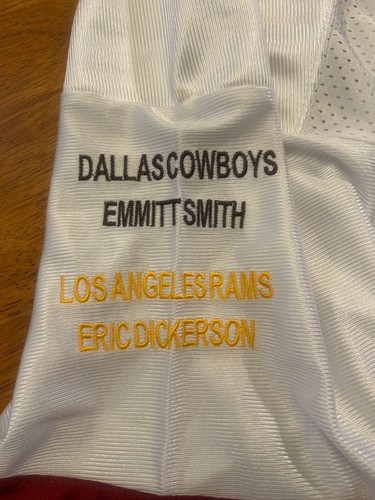 DALLAS COWBOYS
EMMITT SMITH
LOS ANGELES RAMS
ERIC DICKERSON